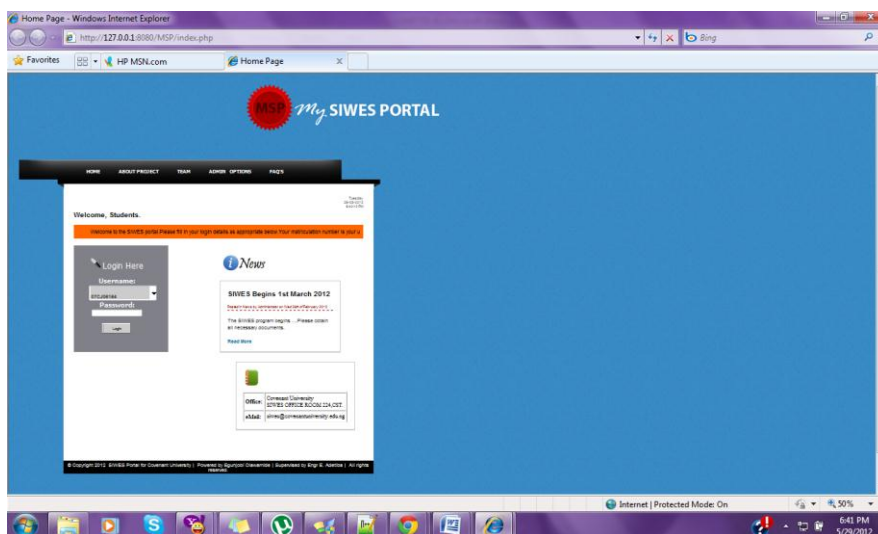 Home Page - Windows Internet Explorer
http://127.0.0.1:8080/MSP/index.php
Bing
Favorites
HP MSN.com
Home Page
MSP My SIWES PORTAL
HOME ABOUT PROJECT TEAM ADMIN OPTIONS FAQ'S
Tuesday
Welcome, Students.
Welcome to the SIWES portal.Please fill in your login details as appropriate below.Your matriculation number is your u
Login Here
Username:
Password:
Login
i News
SIWES Begins 1st March 2012
The SIWES program begins ....Please obtain
all necessary documents.
Read More
Office: Covenant University
SIWES OFFICE ROOM 224,CST.
eMail: siwes@covenantuniversity.edu.ng
© Copyright 2012 SIWES Portal for Covenant University | Powered by Egunjobi | Supervised by Engr E. | All rights
reserved.
Internet | Protected Mode: On
50%
6:41 PM
5/29/2012